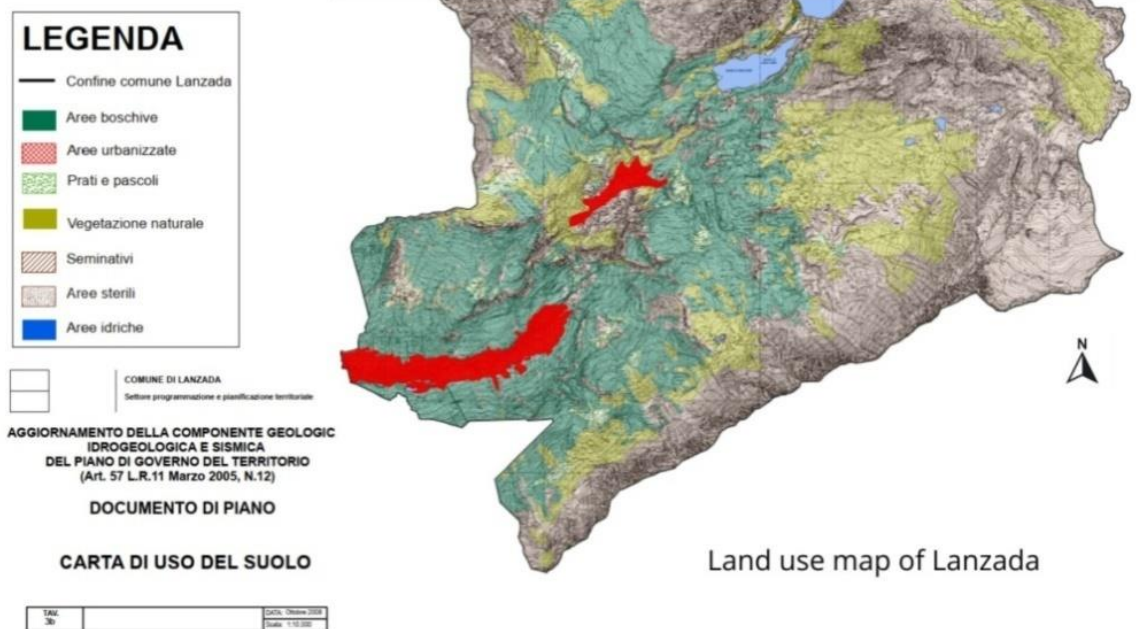 LEGENDA
Confine comune Lanzada
Aree boschive
Aree urbanizzate
Prati e pascoli
Vegetazione naturale
Seminativi
Aree sterili
Aree idriche
COMUNE DI LANZADA
Settore programmazione e pianificazione territoriale
AGGIORNAMENTO DELLA COMPONENTE GEOLOGIC
IDROGEOLOGICA E SISMICA
DEL PIANO DI GOVERNO DEL TERRITORIO
(Art. 57 L.R.11 Marzo 2005, N.12)
DOCUMENTO DI PIANO
CARTA DI USO DEL SUOLO
TAV.
3b
DATA: Ottobre
Scala: 1:10.000
N
Land use map of Lanzada